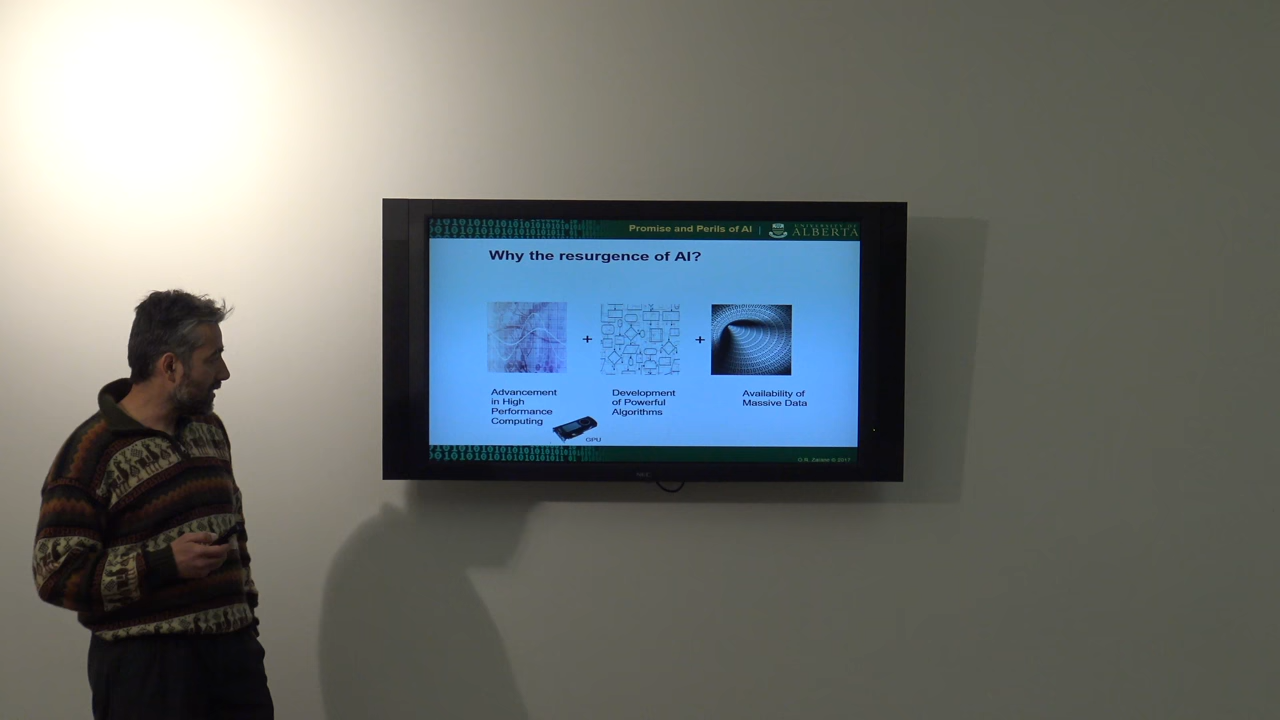 Promise and Perils of AI | UNIVERSITY OF
ALBERTA
Why the resurgence of AI?
+
+
Advancement
in High
Performance
Computing
GPU
Development
of Powerful
Algorithms
Availability of
Massive Data
© 2017
NEC